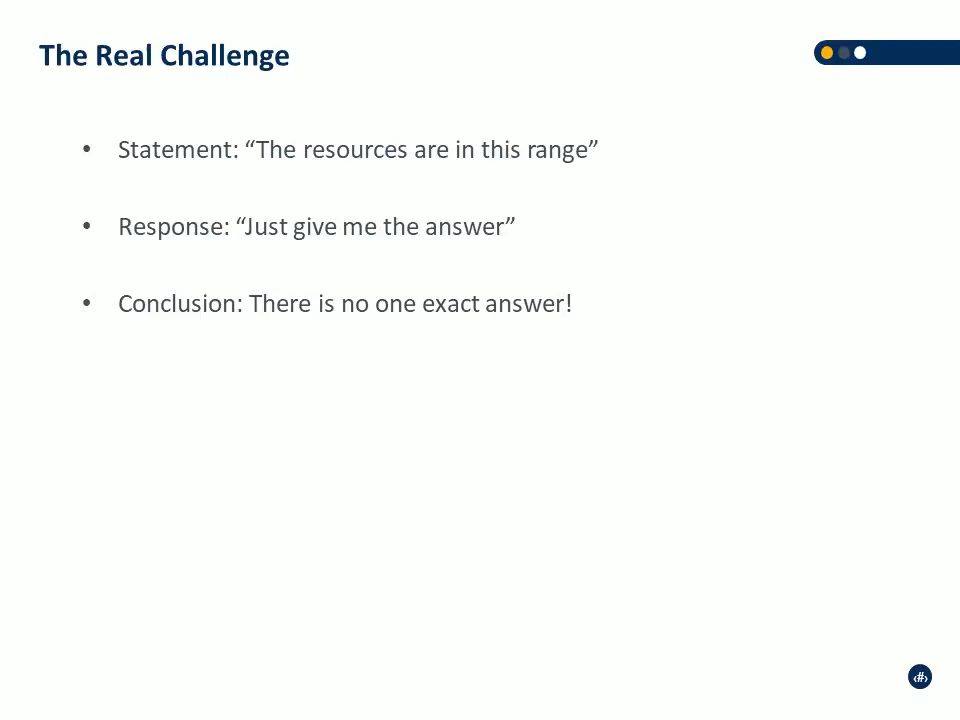 The Real Challenge
• Statement: “The resources are in this range”
• Response: “Just give me the answer”
• Conclusion: There is no one exact answer!
‹#›